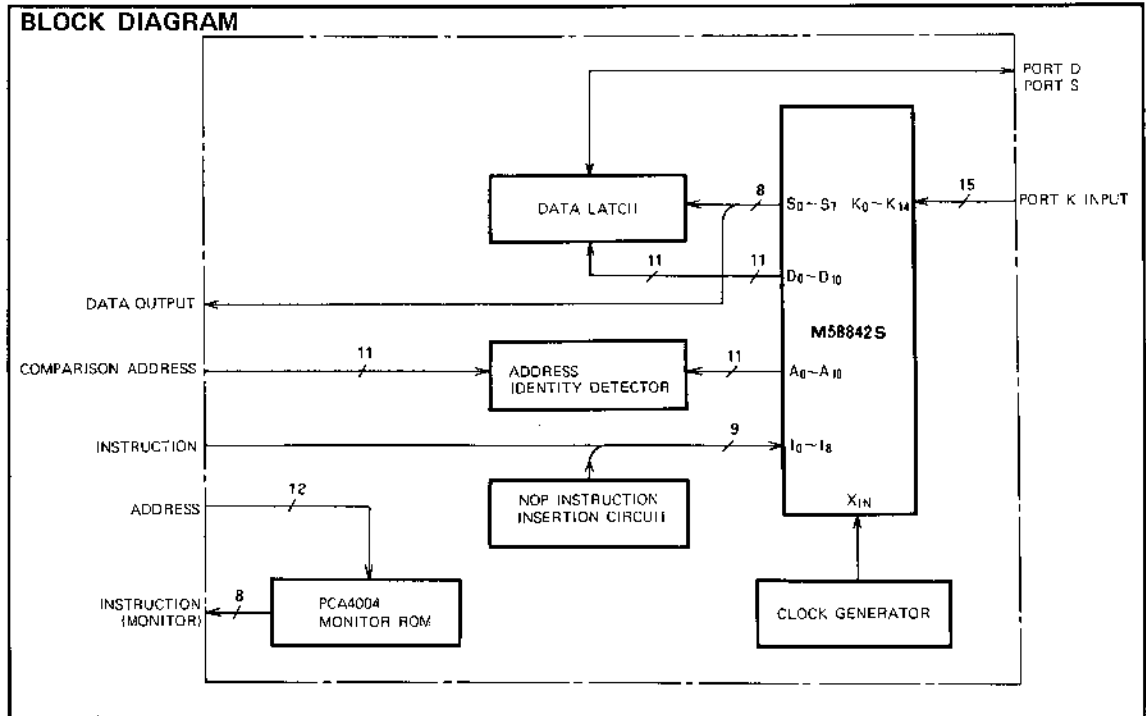 BLOCK DIAGRAM
PORT D
PORT S
8
S0~S7 K0~K14
15
PORT K INPUT
DATA LATCH
11
11
D0~D10
DATA OUTPUT
M58842S
COMPARISON ADDRESS
11
ADDRESS
IDENTITY DETECTOR
11
A0~A10
INSTRUCTION
9
I0~I8
NOP INSTRUCTION
INSERTION CIRCUIT
ADDRESS
12
XIN
INSTRUCTION
(MONITOR)
8
PCA4004
MONITOR ROM
CLOCK GENERATOR